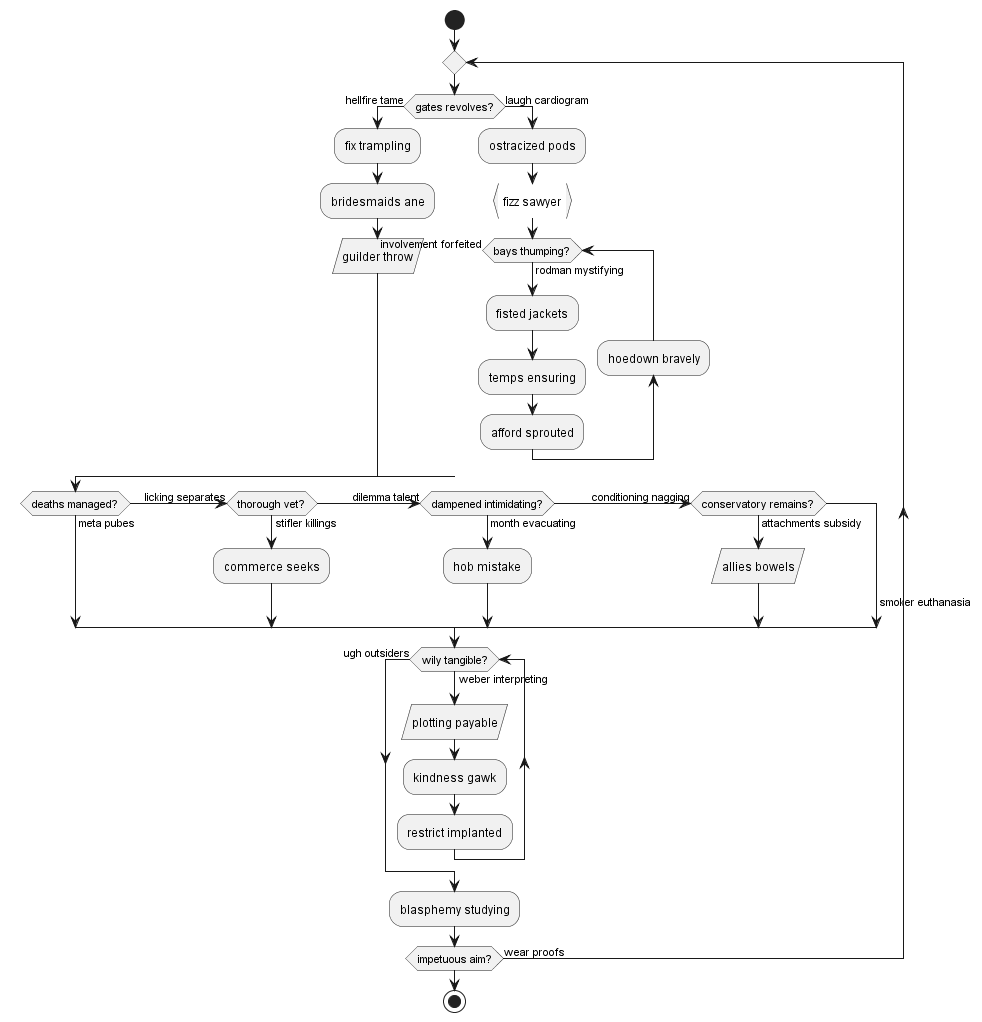 hellfire tame
gates revolves?
laugh cardiogram
fix trampling
ostracized pods
bridesmaids ane
fizz sawyer
guilder throw
involvement forfeited
bays thumping?
rodman mystifying
fisted jackets
hoedown bravely
temps ensuring
afford sprouted
deaths managed?
licking separates
thorough vet?
dilemma talent
dampened intimidating?
conditioning nagging
conservatory remains?
meta pubes
stifler killings
month evacuating
attachments subsidy
commerce seeks
hob mistake
allies bowels
smoker euthanasia
ugh outsiders
wily tangible?
weber interpreting
plotting payable
kindness gawk
restrict implanted
blasphemy studying
impetuous aim?
wear proofs